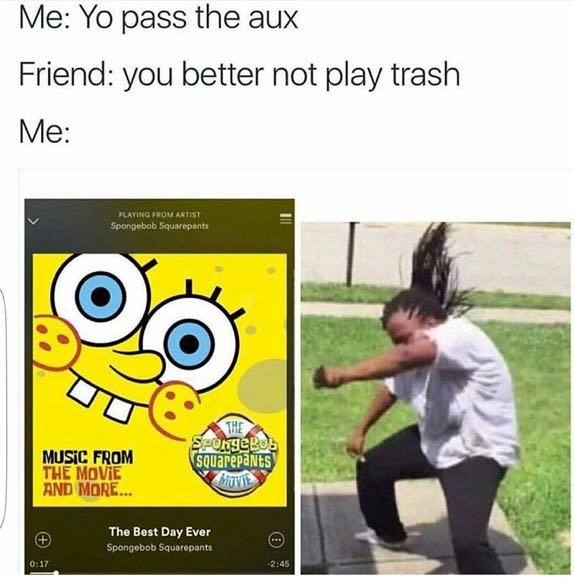 Me: Yo pass the aux
Friend: you better not play trash
Me:
PLAYING FROM ARTIST
Spongebob Squarepants
THE
SPONGEBOB
SQUAREPANTS
MOVIE
MUSIC FROM
THE MOVIE
AND MORE...
The Best Day Ever
Spongebob Squarepants
0:17
-2:45